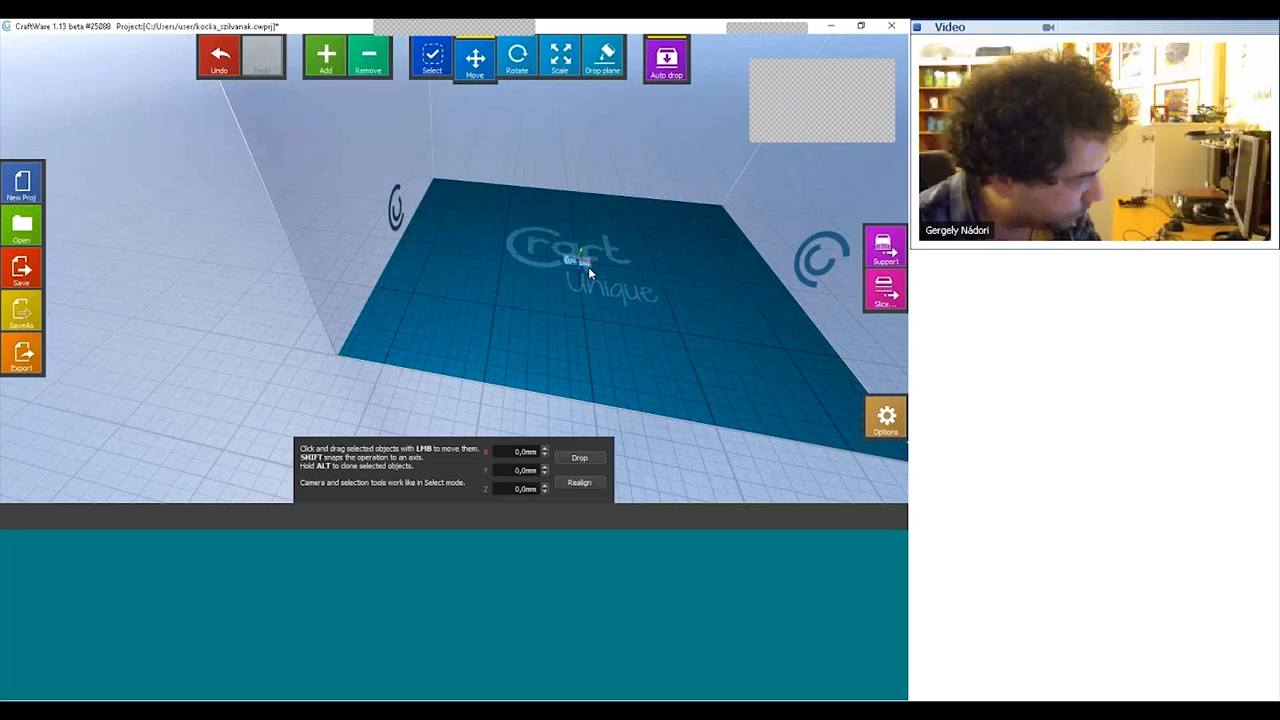 CraftWare 1.13 beta #25088 Project:[C:/Users/user/kocka_szilvanak.cwprj]*
Video
Undo
Redo
Add
Remove
Select
Move
Rotate
Scale
Drop plane
Auto drop
New Proj
Open
Save
SaveAs
Export
Craft
Unique
Gergely Nádori
Support
Slice...
Options
Click and drag selected objects with LMB to move them.
SHIFT snaps the operation to an axis.
Hold ALT to clone selected objects.
Camera and selection tools work like in Select mode.
X 0,0mm
Y 0,0mm
Z 0,0mm
Drop
Realign